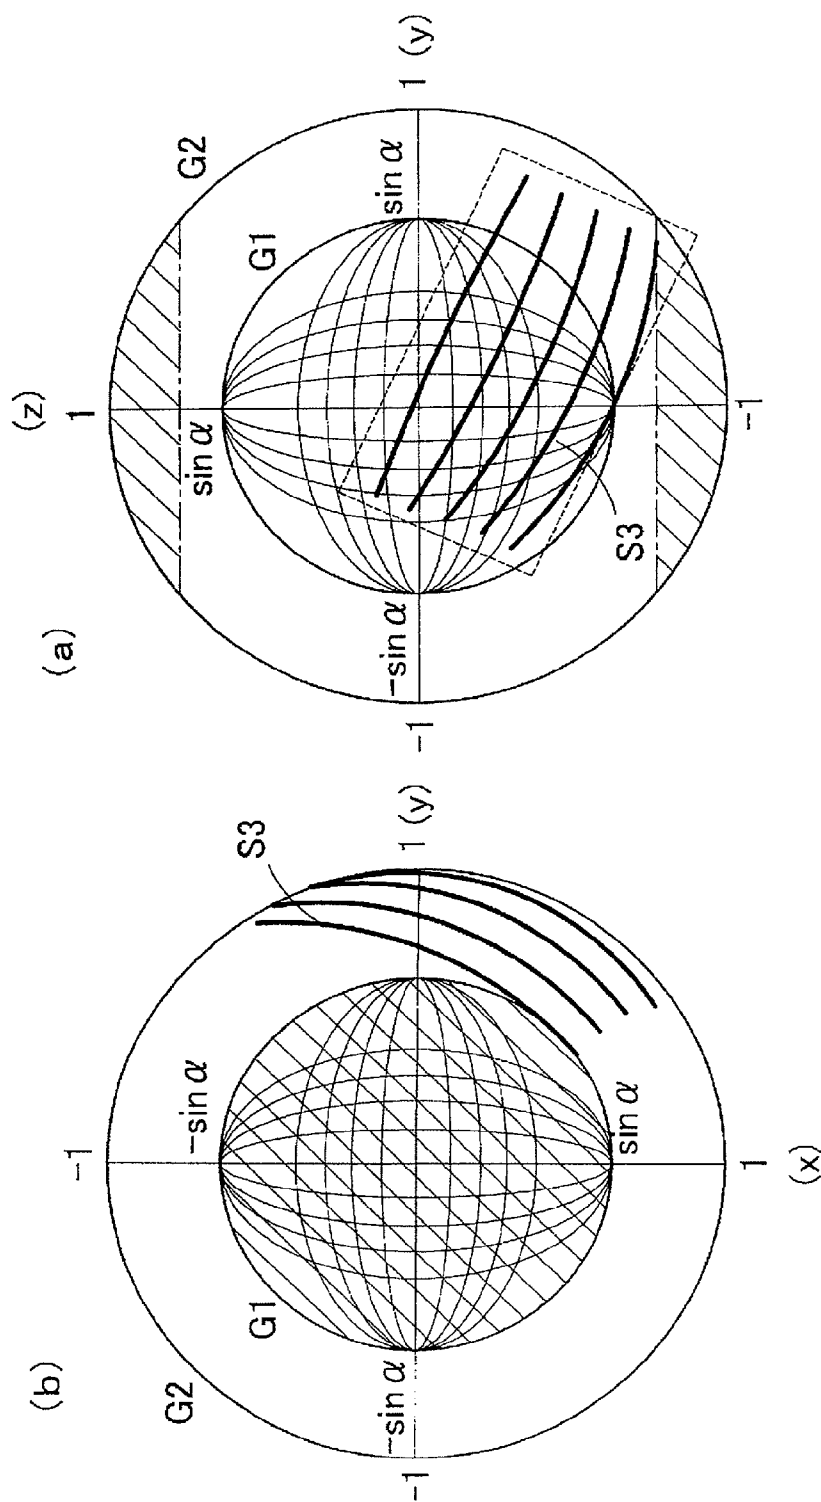 (a)
(z)
1
G2
G1
sin α
-1
-sin α
sin α
1 (y)
S3
-1
(b)
-1
G2
-sin α
S3
G1
-1
-sin α
1 (y)
sin α
1
(x)